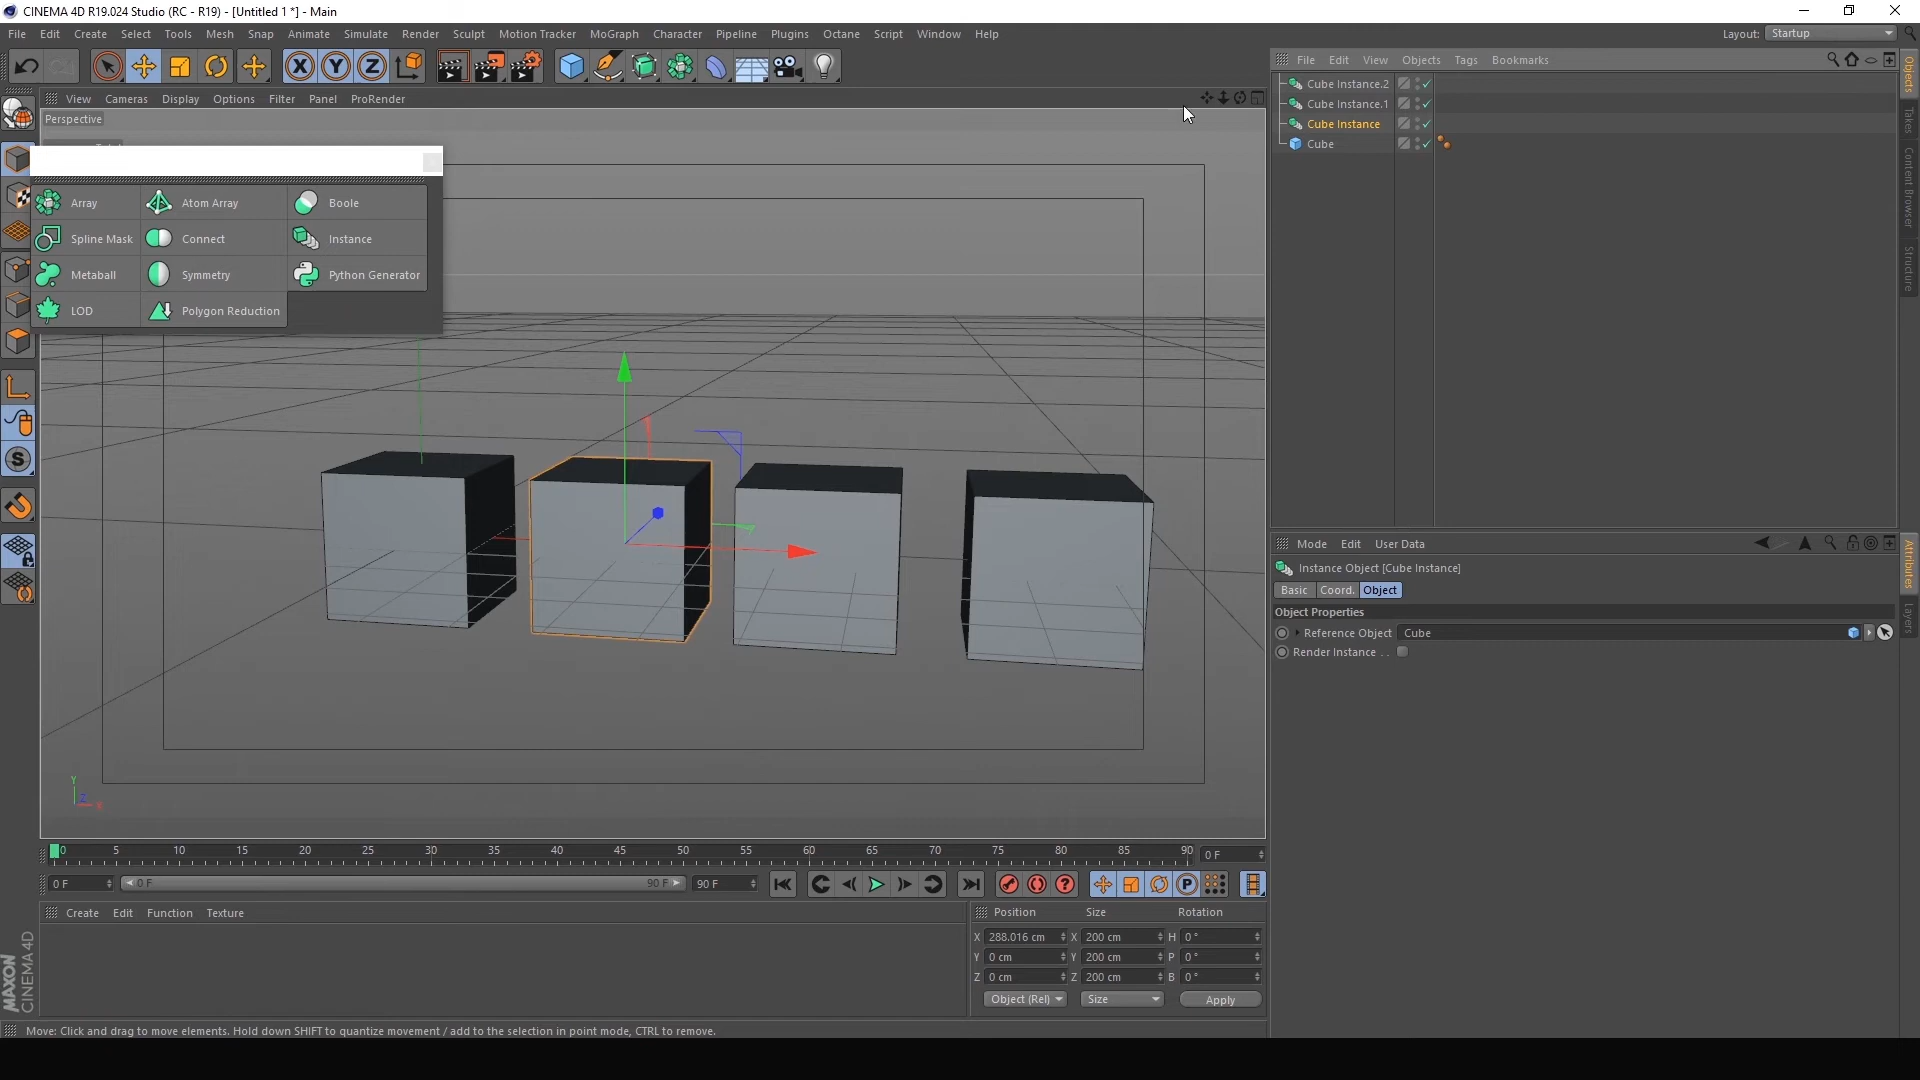 CINEMA 4D R19.024 Studio (RC - R19) - [Untitled 1 *] - Main
File Edit Create Select Tools Mesh Snap Animate Simulate Render Sculpt Motion Tracker MoGraph Character Pipeline Plugins Octane Script Window Help
Layout: Startup
X Y Z
File Edit View Objects Tags Bookmarks
View Cameras Display Options Filter Panel ProRender
Perspective
Cube Instance.2
Cube Instance.1
Cube Instance
Cube
Objects
Takes
Content Browser
Structure
Array Atom Array Boole
Spline Mask Connect Instance
Metaball Symmetry Python Generator
LOD Polygon Reduction
S
Mode Edit User Data
Instance Object [Cube Instance]
Basic Coord. Object
Object Properties
Reference Object Cube
Render Instance . .
Attributes
Layers
Y
Z
X
0 5 10 15 20 25 30 35 40 45 50 55 60 65 70 75 80 85 90
0 F
0 F 0 F 90 F 90 F
P
Create Edit Function Texture
Position Size Rotation
X 288.016 cm X 200 cm H 0 °
Y 0 cm Y 200 cm P 0 °
Z 0 cm Z 200 cm B 0 °
Object (Rel) Size Apply
MAXON
CINEMA 4D
Move: Click and drag to move elements. Hold down SHIFT to quantize movement / add to the selection in point mode, CTRL to remove.